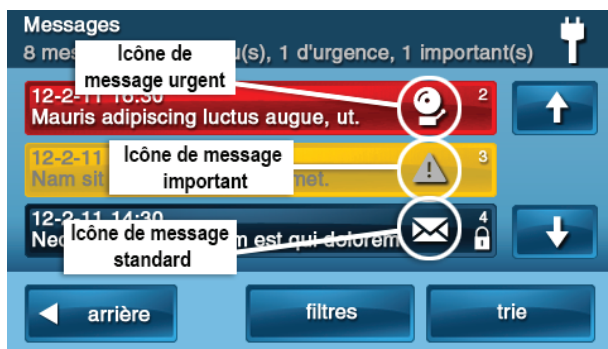 Messages
8 mes Icône de u(s), 1 d'urgence, 1 important(s)
message urgent
12-2-11 16:30 2
Mauris adipiscing luctus augue, ut.
12-2-11 Icône de message 3
Nam sit important met.
12-2-11 14:30 4
Icône de message
Nec m est qui dolorem
standard
arrière filtres trie